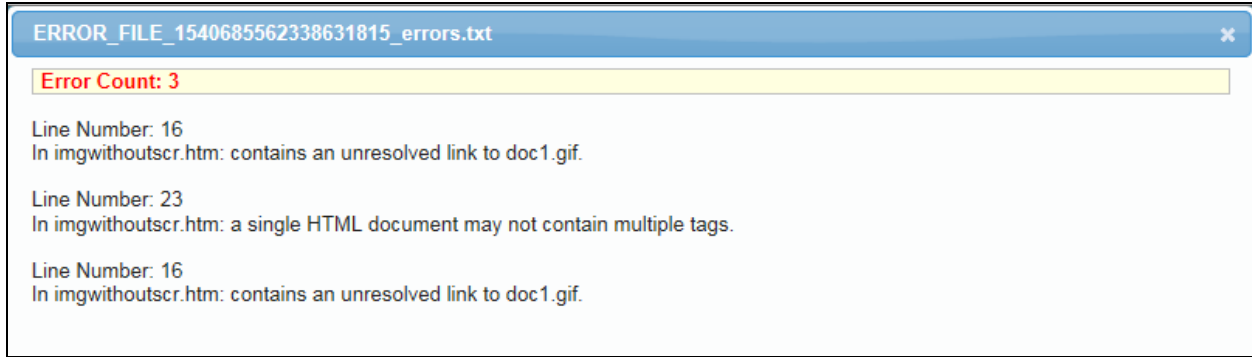 ERROR_FILE_1540685562338631815_errors.txt
Error Count: 3
Line Number: 16
In imgwithoutscr.htm: contains an unresolved link to doc1.gif.
Line Number: 23
In imgwithoutscr.htm: a single HTML document may not contain multiple tags.
Line Number: 16
In imgwithoutscr.htm: contains an unresolved link to doc1.gif.